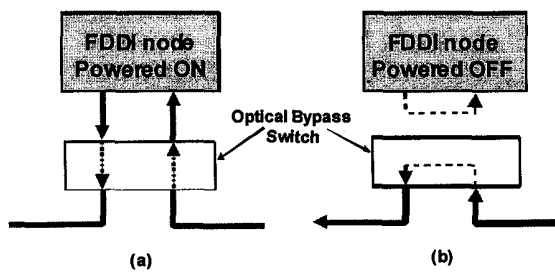 FDDI node
Powered ON
FDDI node
Powered OFF
Optical Bypass
Switch
(a)
(b)